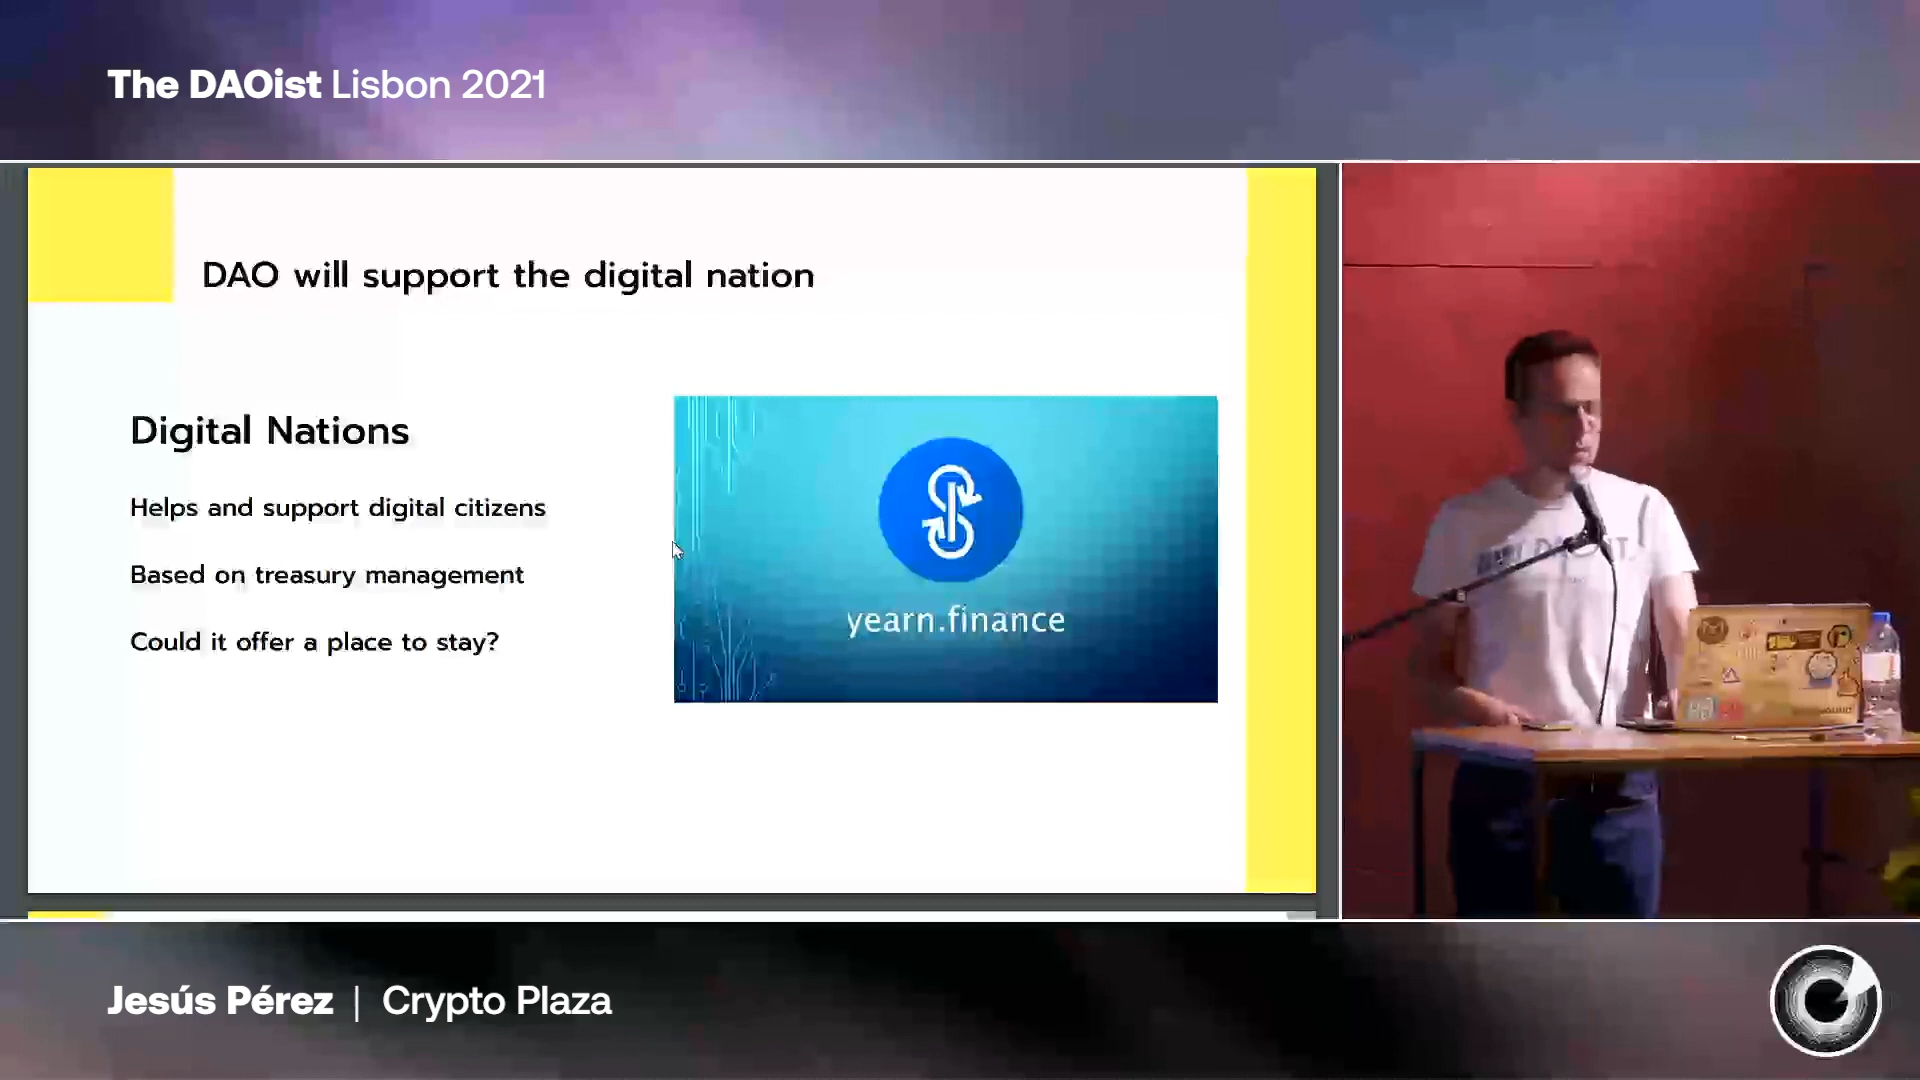 The DAOist Lisbon 2021
DAO will support the digital nation
Digital Nations
Helps and support digital citizens
Based on treasury management
Could it offer a place to stay?
yearn.finance
Jesús Pérez | Crypto Plaza